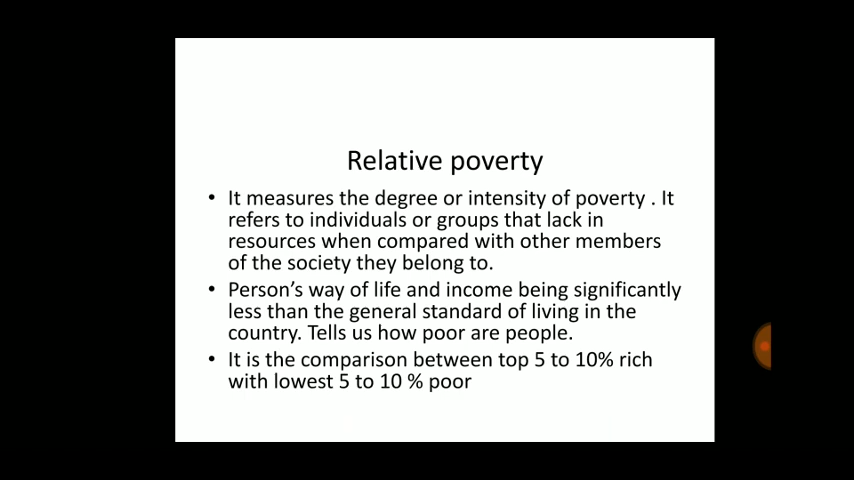 Relative poverty
• It measures the degree or intensity of poverty . It
refers to individuals or groups that lack in
resources when compared with other members
of the society they belong to.
• Person’s way of life and income being significantly
less than the general standard of living in the
country. Tells us how poor are people.
• It is the comparison between top 5 to 10% rich
with lowest 5 to 10 % poor